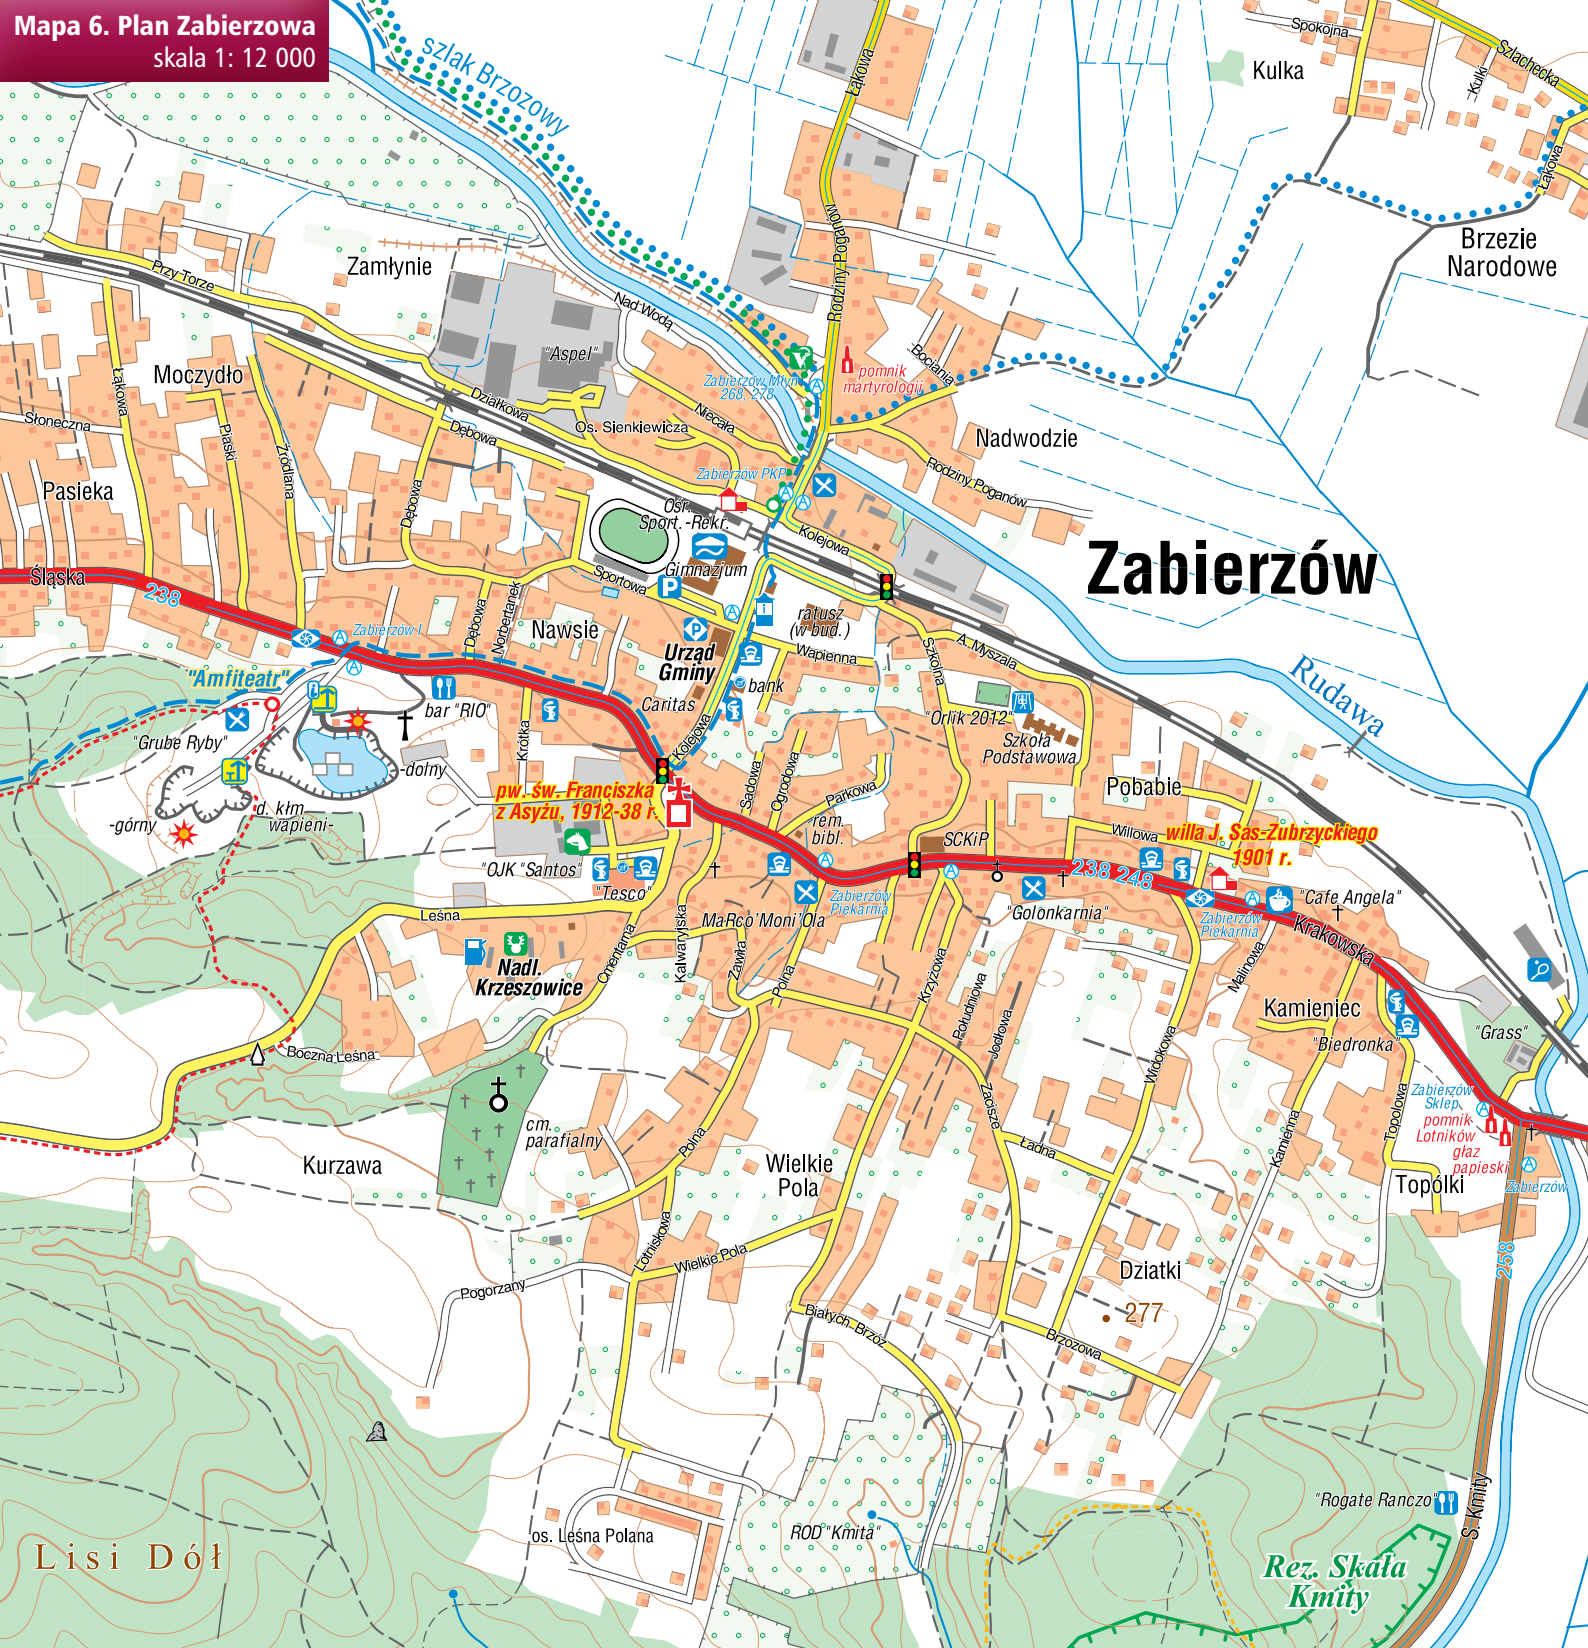 Mapa 6. Plan Zabierzowa
skala 1: 12 000
szlak Brzozowy
Łąkowa
Spokojna
Szlachecka
Kulka
Kulki
Łąkowa
Brzezie
Narodowe
Zamłynie
Przy Torze
Nad Wodą
Rodziny Poganów
"Aspel"
Bociania
pomnik
martyrologii
Zabierzów Młyn
268, 278
Moczydło
Łąkowa
Działkowa
Niecała
Os. Sienkiewicza
Słoneczna
Piaski
Źródlana
Dębowa
Nadwodzie
Rodziny Poganów
Zabierzów PKP
Pasieka
Dębowa
Ośr.
Sport.-Rekr.
Kolejowa
Gimnazjum
Zabierzów
Śląska
238
Sportowa
Dębowa
Norbertanek
Nawsie
Zabierzów I
ratusz
(w bud.)
Urząd
Gminy
Wapienna
Szkolna
A. Myszala
Rudawa
"Amfiteatr"
bank
Caritas
bar "RIO"
Kolejowa
"Orlik 2012"
Szkoła
Podstawowa
"Grube Ryby"
Krótka
-dolny
Sadowa
Ogrodowa
Parkowa
Pobabie
pw. św. Franciszka
z Asyżu, 1912-38 r.
d. kłm
wapieni-
-górny
rem.
bibl.
SCKiP
Willowa
willa J. Sas-Zubrzyckiego
1901 r.
238 248
"OJK "Santos"
"Tesco"
Zabierzów
Piekarnia
"Golonkarnia"
"Cafe Angela"
Zabierzów
Piekarnia
Krakowska
Leśna
MaRco'Moni'Ola
Kalwaryjska
Cmentarna
Zawiła
Polna
Krzyżowa
Południowa
Jodłowa
Malinowa
Nadl.
Krzeszowice
Kamieniec
"Biedronka"
"Grass"
Boczna Leśna
Widokowa
Zacisze
Zabierzów
Sklep
pomnik
Lotników
głaz
papieski
Zabierzów
Topolowa
Kamienna
cm.
parafialny
Polna
Ładna
Kurzawa
Wielkie
Pola
Topólki
Lotniskowa
Wielkie Pola
Pogorzany
Dziatki
277
258
Białych Brzóz
Brzozowa
"Rogate Ranczo"
S. Kmity
os. Leśna Polana
ROD "Kmita"
Lisi Dół
Rez. Skała
Kmity